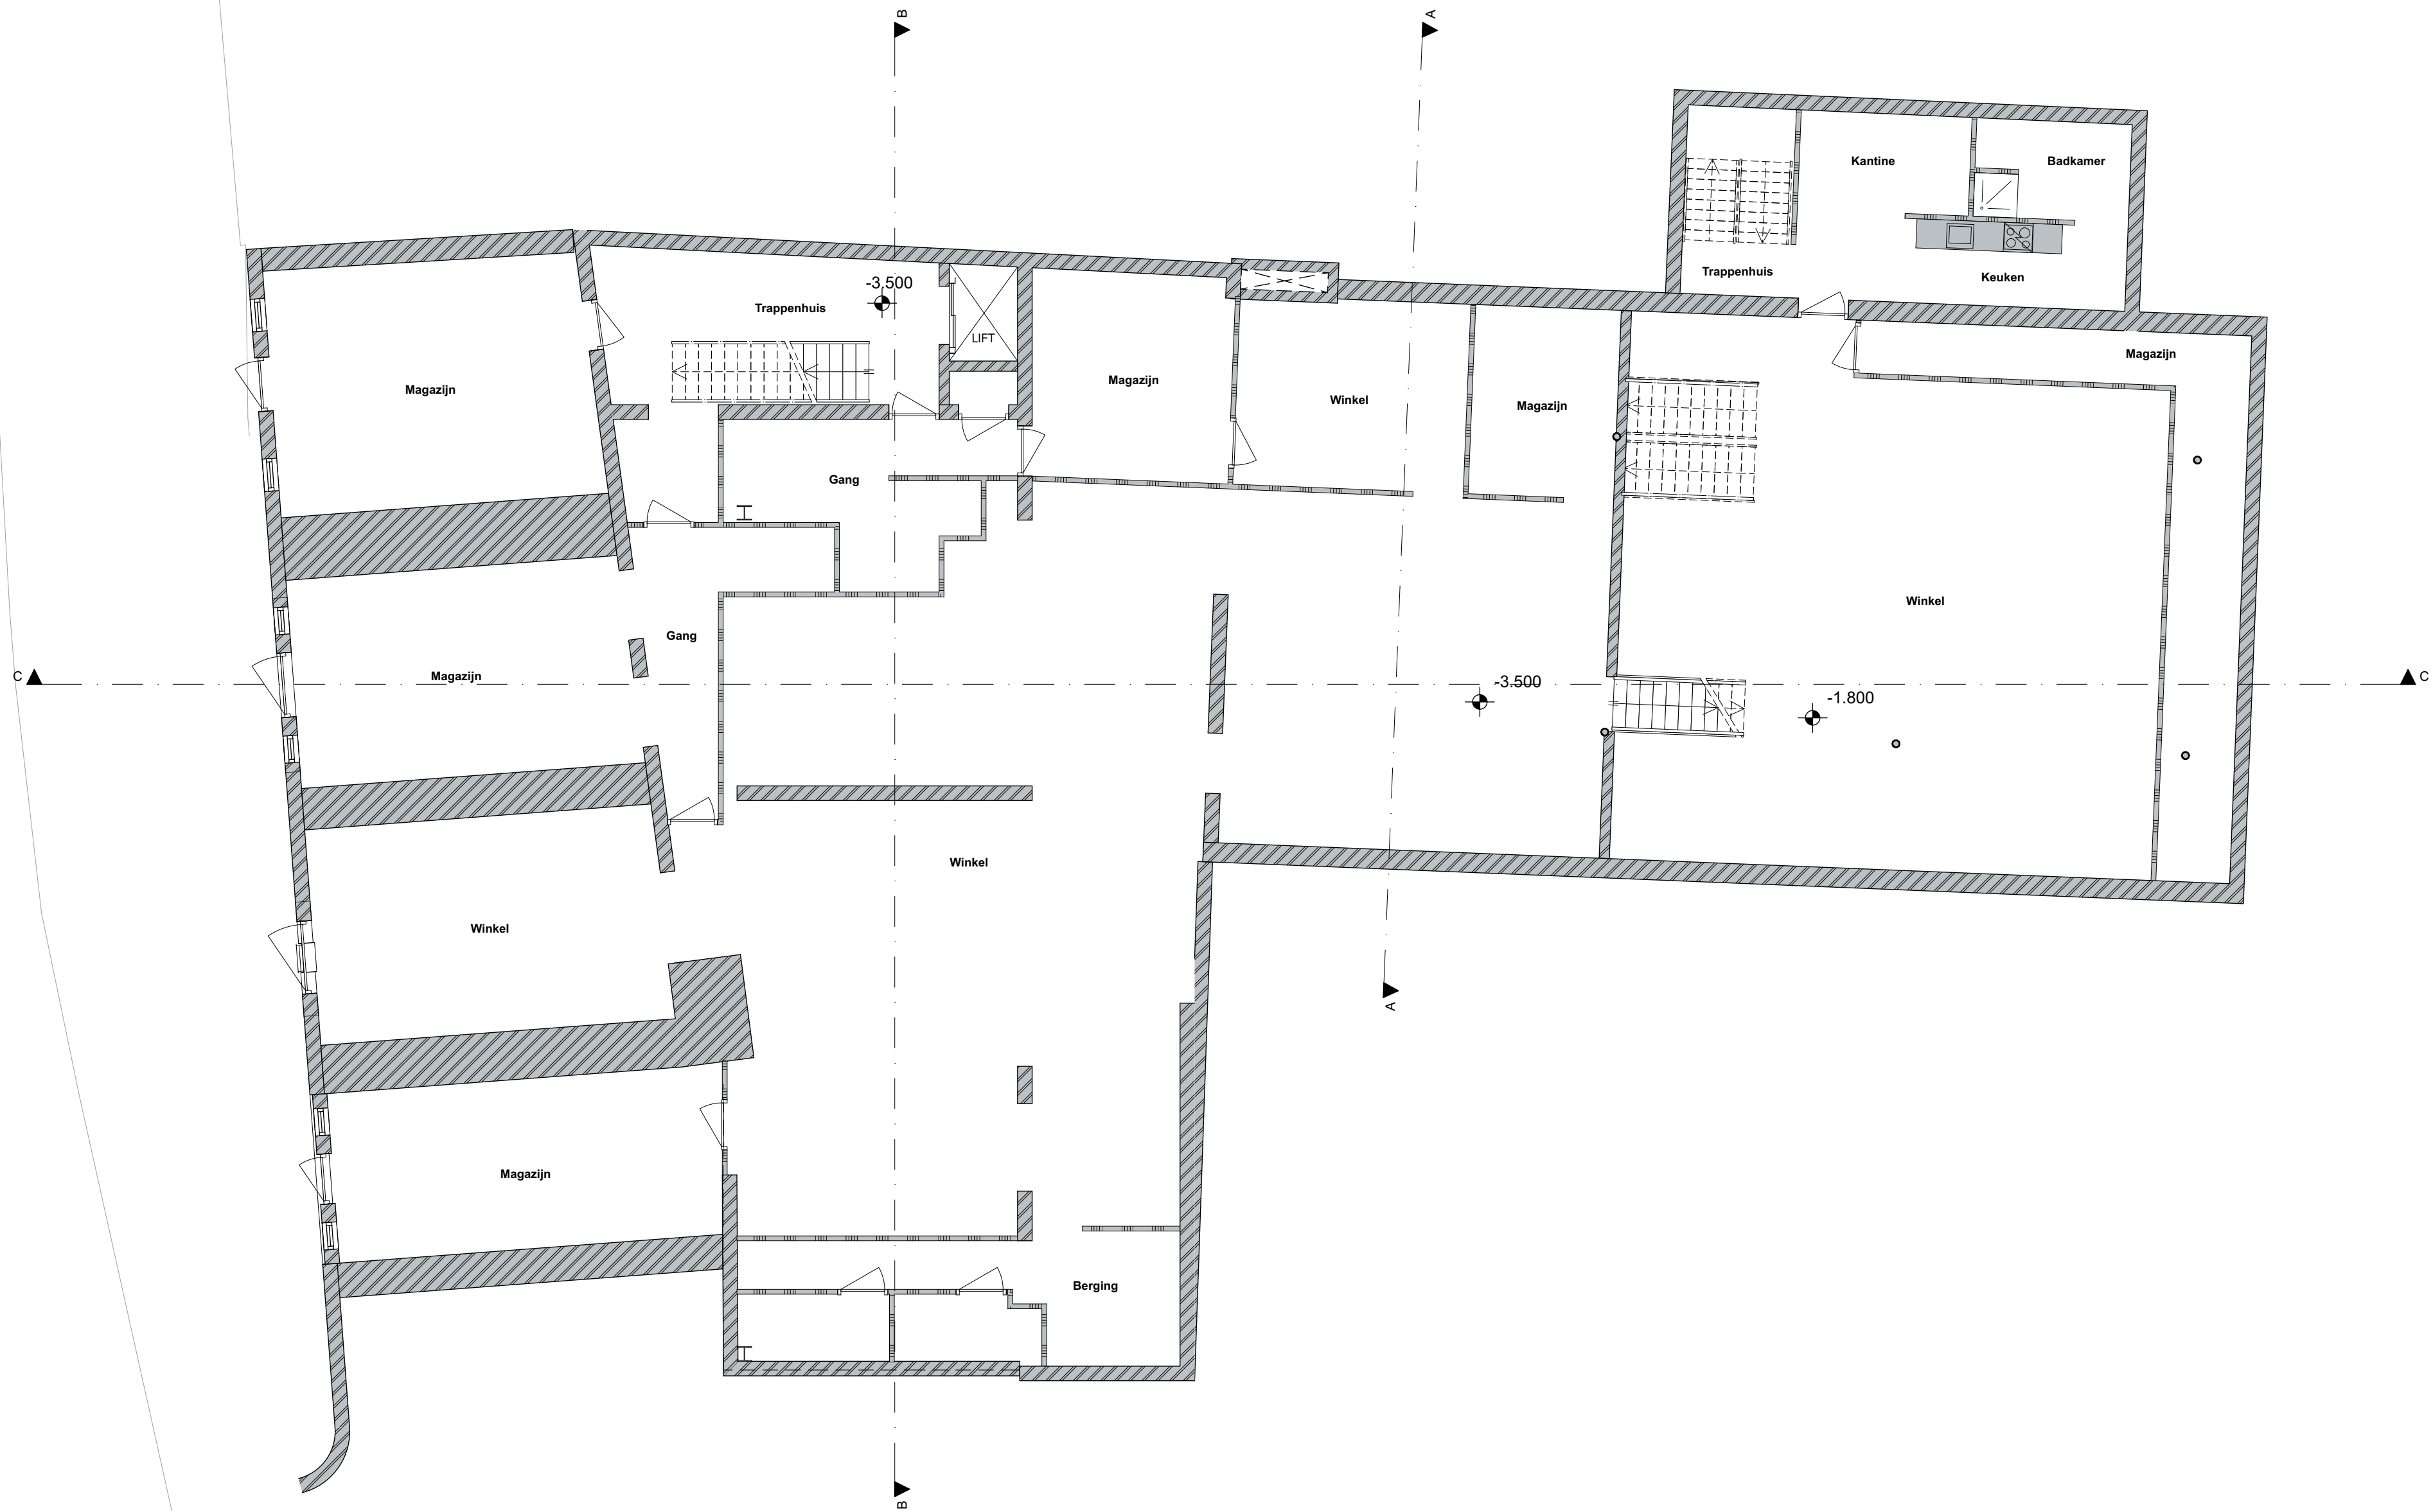 B
A
Kantine
Badkamer
Trappenhuis
Keuken
-3.500
Trappenhuis
LIFT
Magazijn
Magazijn
Magazijn
Winkel
Magazijn
Gang
Winkel
Gang
Magazijn
C
C
-3.500
-1.800
Winkel
Winkel
A
Magazijn
Berging
B